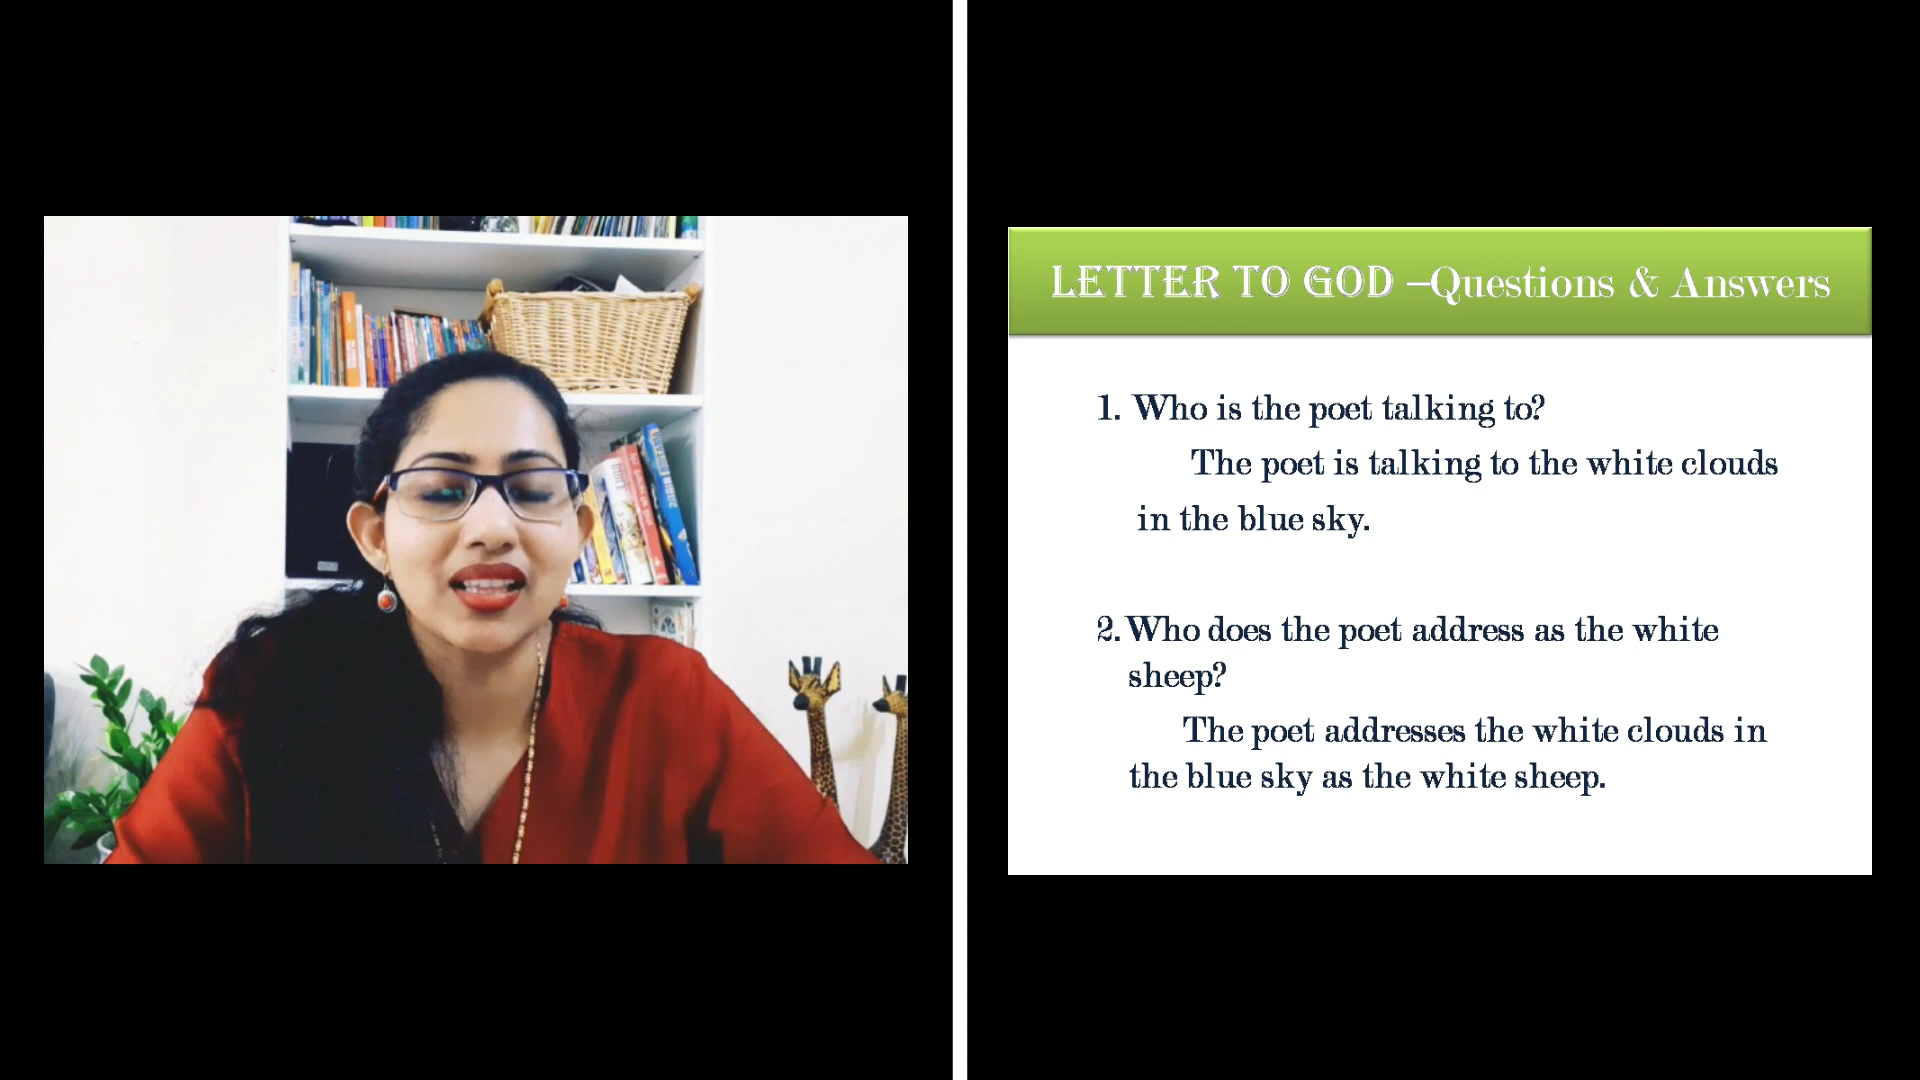 LETTER TO GOD –Questions & Answers
1. Who is the poet talking to?
The poet is talking to the white clouds
in the blue sky.
2. Who does the poet address as the white
sheep?
The poet addresses the white clouds in
the blue sky as the white sheep.